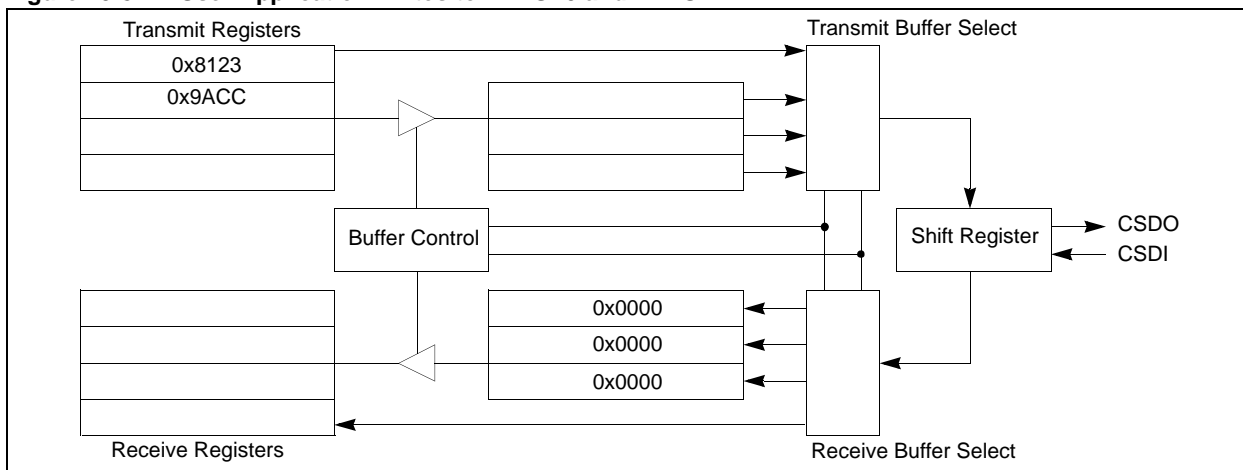 Transmit Registers
Transmit Buffer Select
0x8123
0x9ACC
Buffer Control
Shift Register
CSDO
CSDI
0x0000
0x0000
0x0000
Receive Registers
Receive Buffer Select